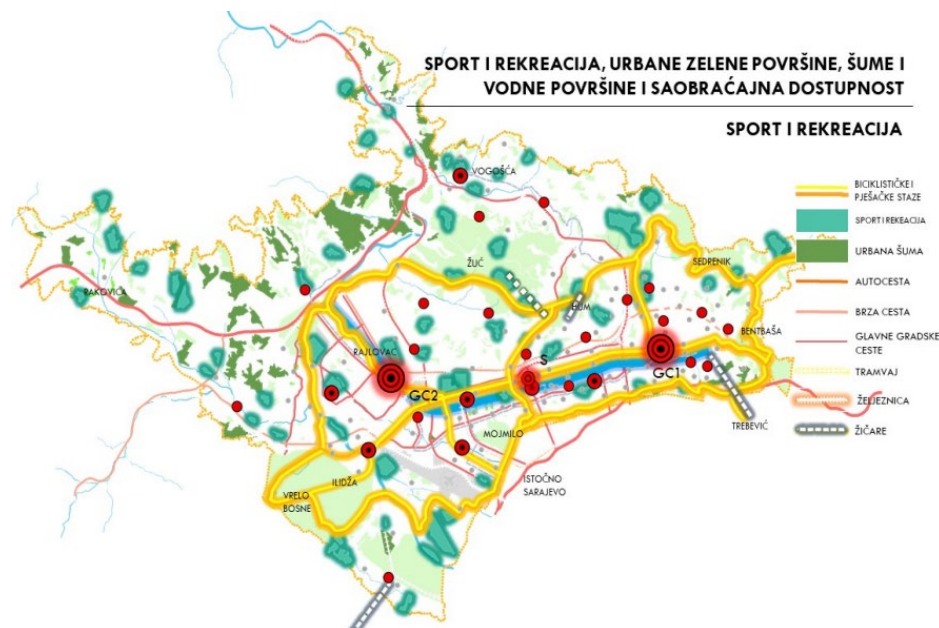 SPORT I REKREACIJA, URBANE ZELENE POVRŠINE, ŠUME I
VODNE POVRŠINE I SAOBRAĆAJNA DOSTUPNOST
SPORT I REKREACIJA
BICIKLISTIČKE I
PJEŠAČKE STAZE
SPORT I REKEACIJA
URBANA ŠUMA
AUTOCESTA
BRZA CESTA
GLAVNE GRADSKE
CESTE
TRAMVAJ
ŽELJEZNICA
ŽIČARE
VOGOŠĆA
ŽUČ
SEDRENIK
HUM
RAKOVICA
BENTBAŠA
RAJLOVAC
S
GC1
GC2
TREBEVIĆ
MOJMILO
ISTOČNO
SARAJEVO
ILIDŽA
VRELO
BOSNE